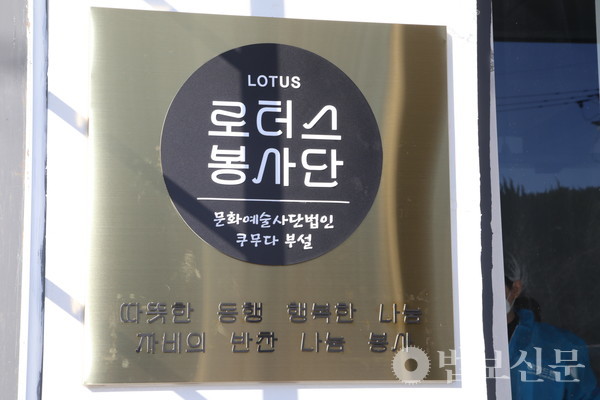 LOTUS
로터스
봉사단
문화예술사단법인
쿠무다 부설
따뜻한 동행 행복한 나눔
자비의 반찬 나눔 봉사
법보신문